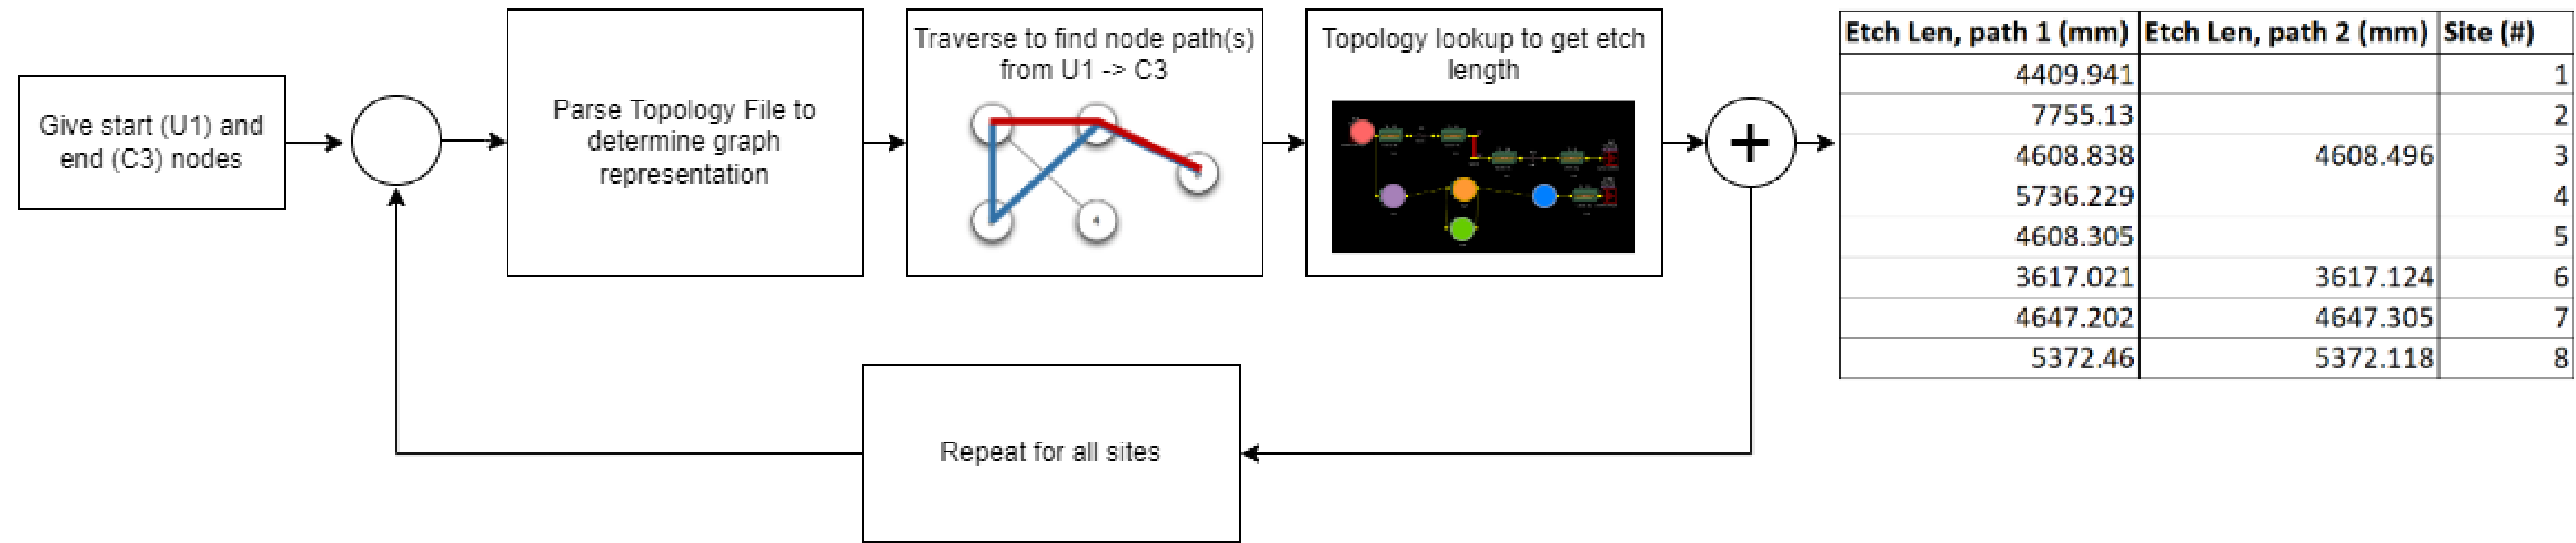 Give start (U1) and
end (C3) nodes
Parse Topology File to
determine graph
representation
Traverse to find node path(s)
from U1 -> C3
4
Topology lookup to get etch
length
+
Repeat for all sites
Etch Len, path 1 (mm) Etch Len, path 2 (mm) Site (#)
4409.941 1
7755.13 2
4608.838 4608.496 3
5736.229 4
4608.305 5
3617.021 3617.124 6
4647.202 4647.305 7
5372.46 5372.118 8